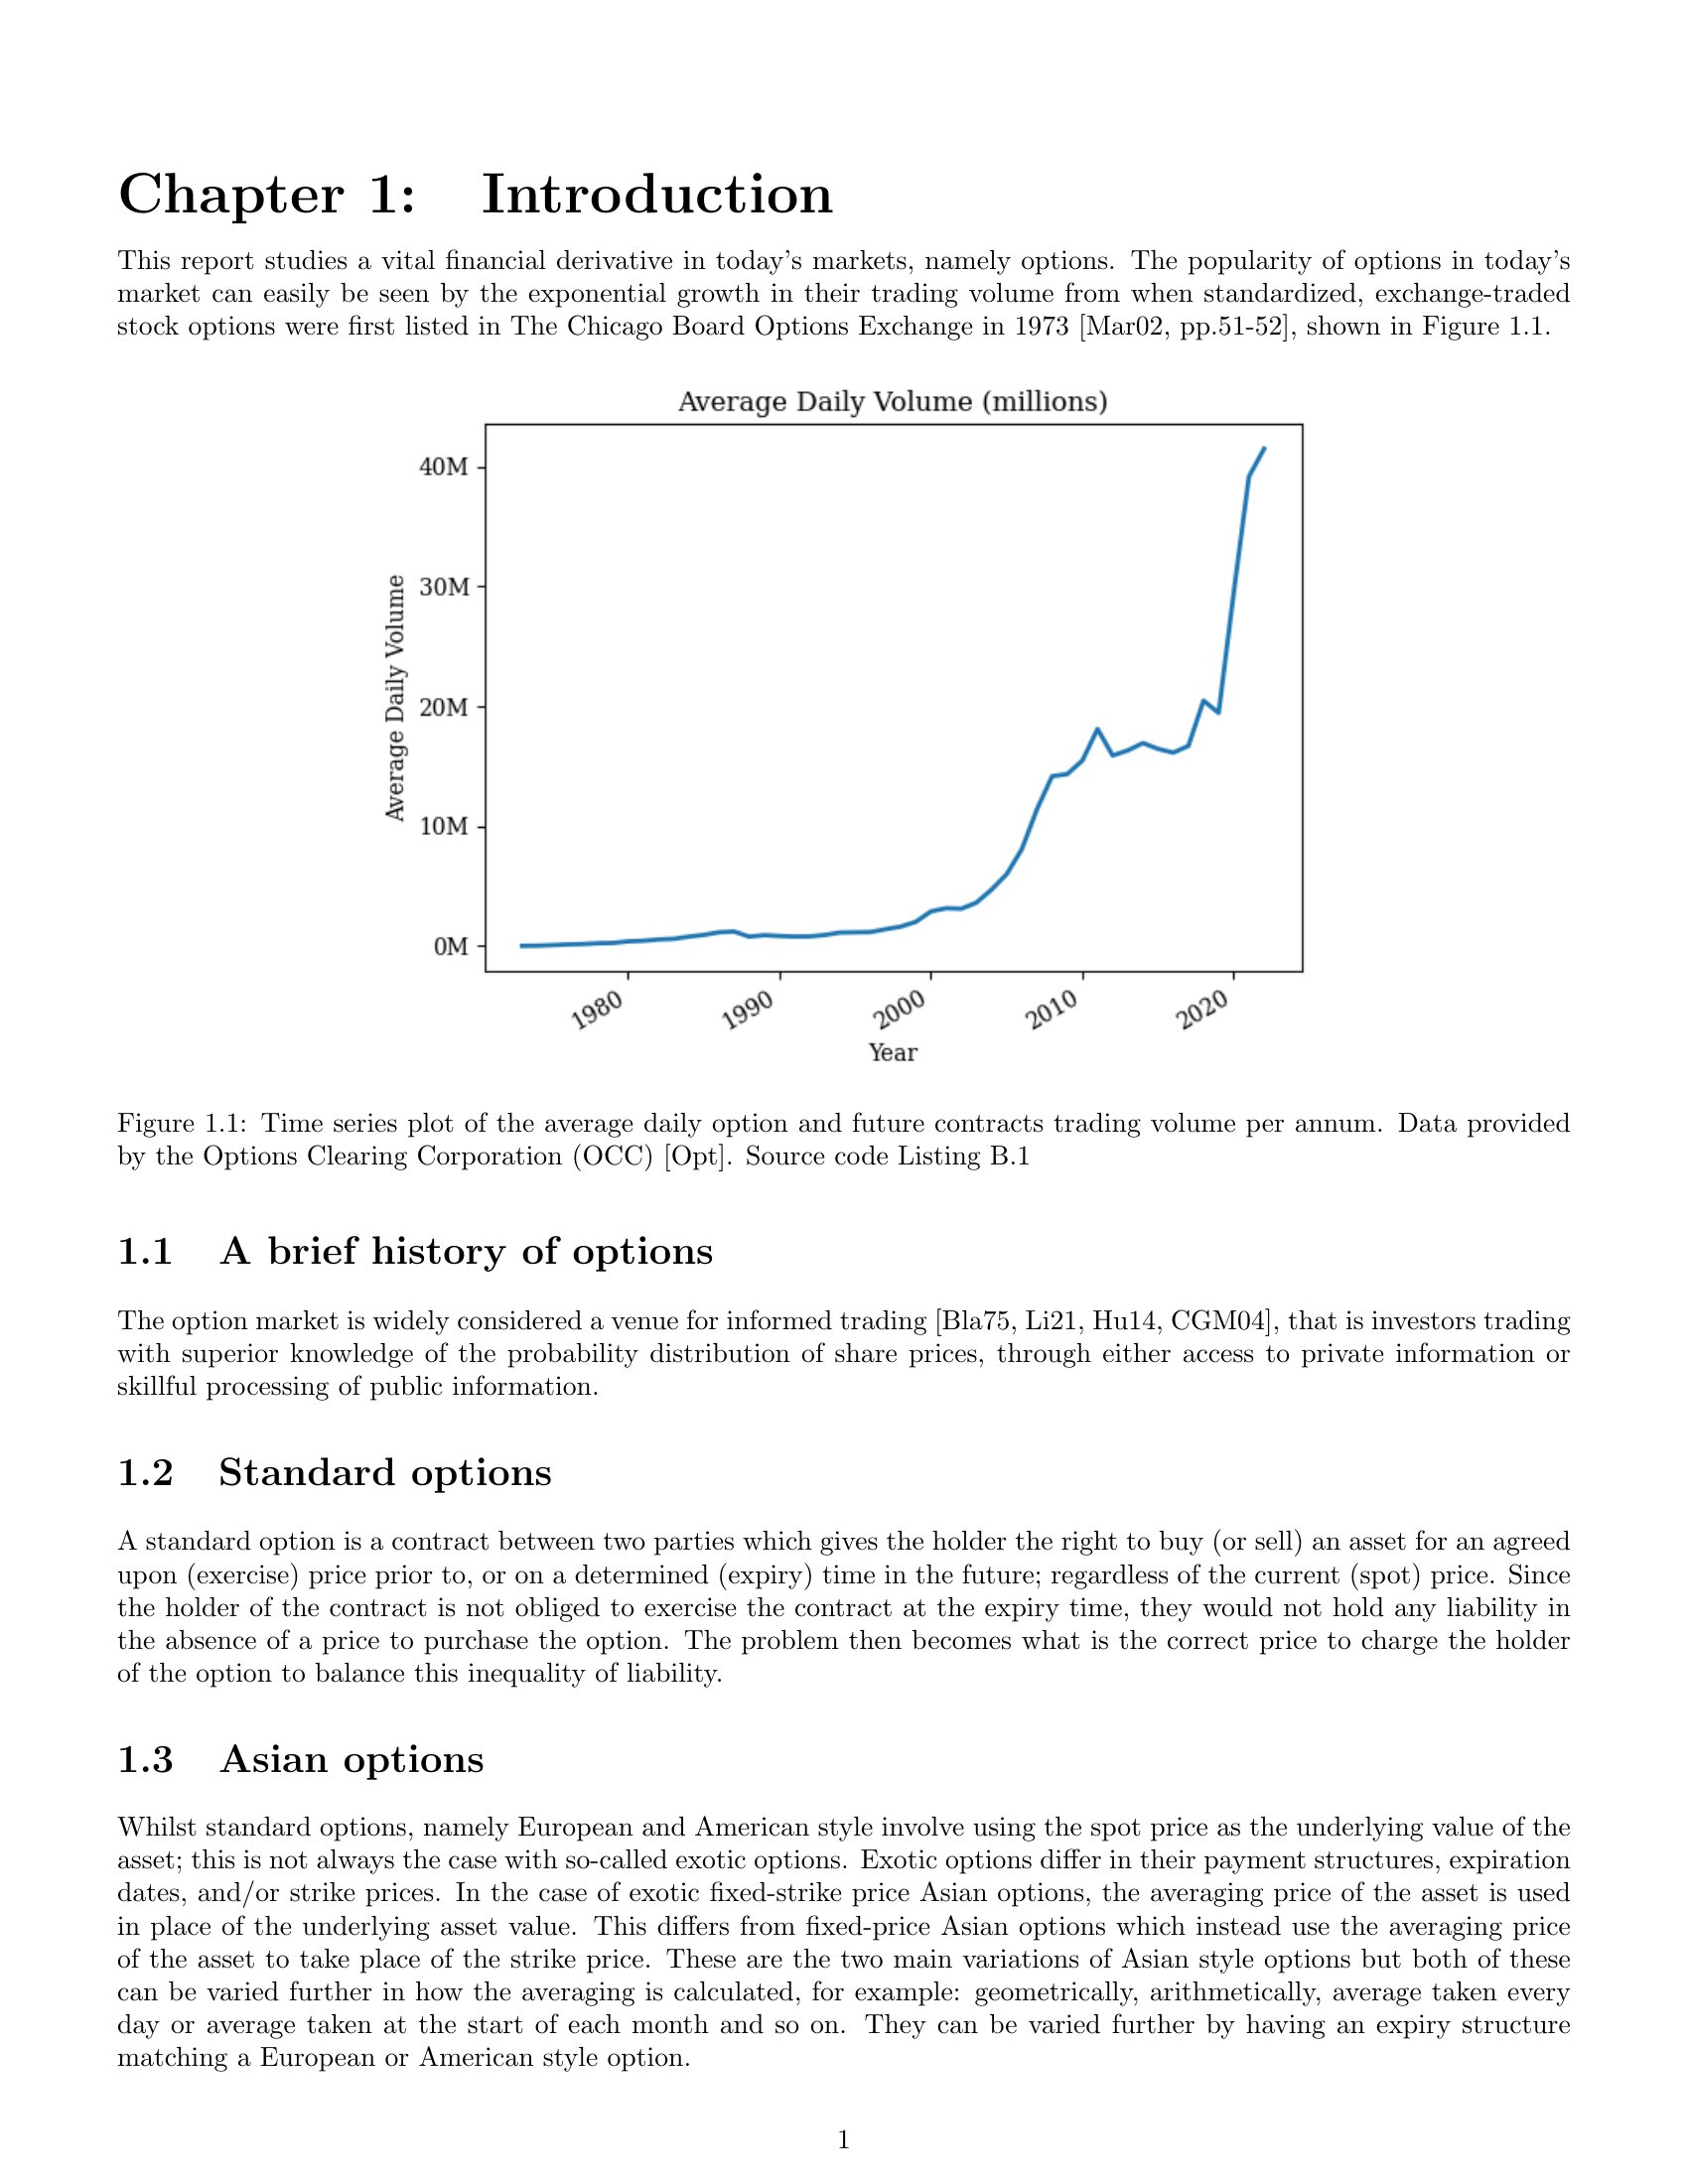 Chapter 1: Introduction
This report studies a vital financial derivative in today's markets, namely options. The popularity of options in today's
market can easily be seen by the exponential growth in their trading volume from when standardized, exchange-traded
stock options were first listed in The Chicago Board Options Exchange in 1973 [Mar02, pp.51-52], shown in Figure 1.1.
Average Daily Volume (millions)
40M
30M
20M
10M
0M
Average Daily Volume
1980
1990
2000
2010
2020
Year
Figure 1.1: Time series plot of the average daily option and future contracts trading volume per annum. Data provided
by the Options Clearing Corporation (OCC) [Opt]. Source code Listing B.1
1.1 A brief history of options
The option market is widely considered a venue for informed trading [Bla75, Li21, Hu14, CGM04], that is investors trading
with superior knowledge of the probability distribution of share prices, through either access to private information or
skillful processing of public information.
1.2 Standard options
A standard option is a contract between two parties which gives the holder the right to buy (or sell) an asset for an agreed
upon (exercise) price prior to, or on a determined (expiry) time in the future; regardless of the current (spot) price. Since
the holder of the contract is not obliged to exercise the contract at the expiry time, they would not hold any liability in
the absence of a price to purchase the option. The problem then becomes what is the correct price to charge the holder
of the option to balance this inequality of liability.
1.3 Asian options
Whilst standard options, namely European and American style involve using the spot price as the underlying value of the
asset; this is not always the case with so-called exotic options. Exotic options differ in their payment structures, expiration
dates, and/or strike prices. In the case of exotic fixed-strike price Asian options, the averaging price of the asset is used
in place of the underlying asset value. This differs from fixed-price Asian options which instead use the averaging price
of the asset to take place of the strike price. These are the two main variations of Asian style options but both of these
can be varied further in how the averaging is calculated, for example: geometrically, arithmetically, average taken every
day or average taken at the start of each month and so on. They can be varied further by having an expiry structure
matching a European or American style option.
1